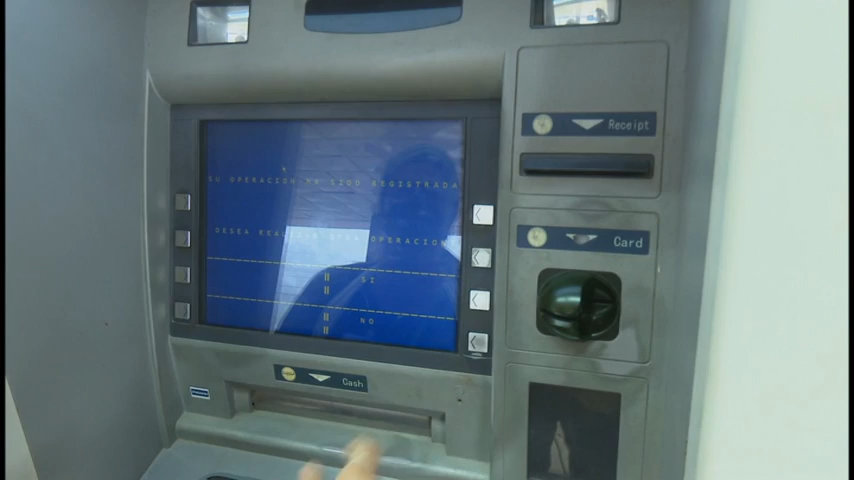 SU OPERACION HA SIDO REGISTRADA
DESEA REALIZAR OTRA OPERACION
SI
NO
Receipt
Card
Cash